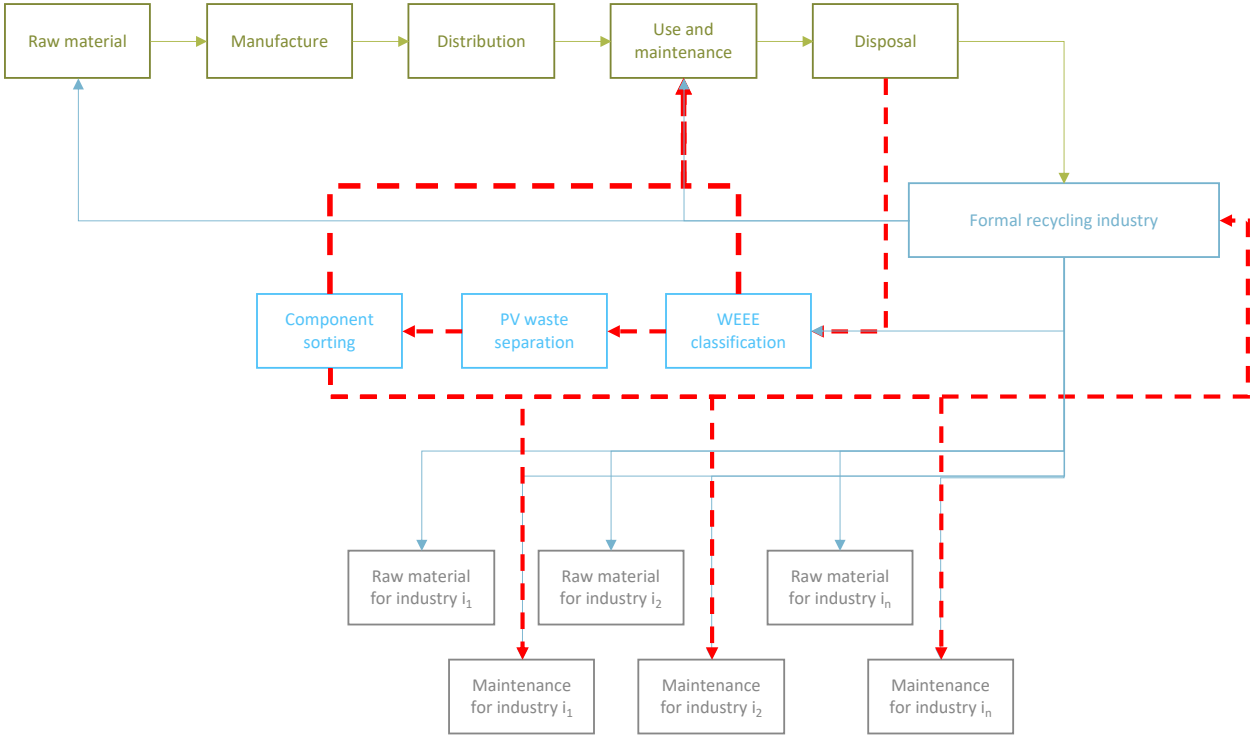 Raw material
Manufacture
Distribution
Use and
maintenance
Disposal
Formal recycling industry
Component
sorting
PV waste
separation
WEEE
classification
Raw material
for industry i₁
Raw material
for industry i₂
Raw material
for industry iₙ
Maintenance
for industry i₁
Maintenance
for industry i₂
Maintenance
for industry iₙ